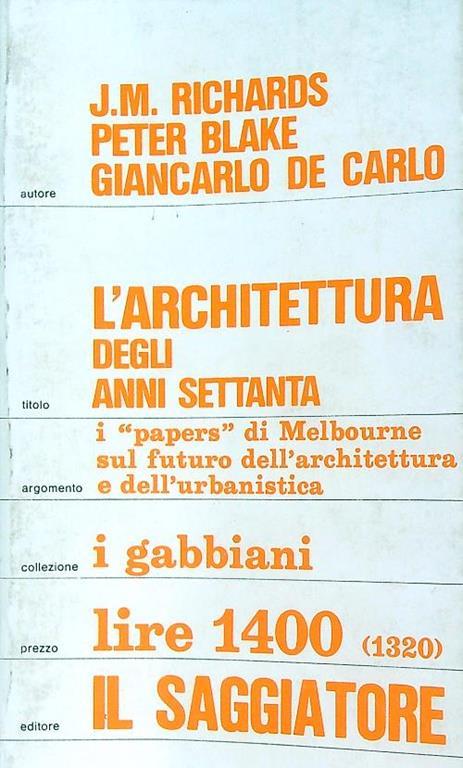 J.M. RICHARDS
PETER BLAKE
autore GIANCARLO DE CARLO
L'ARCHITETTURA
DEGLI
titolo ANNI SETTANTA
i "papers" di Melbourne
sul futuro dell'architettura
argomento e dell'urbanistica
collezione i gabbiani
prezzo lire 1400 (1320)
editore IL SAGGIATORE